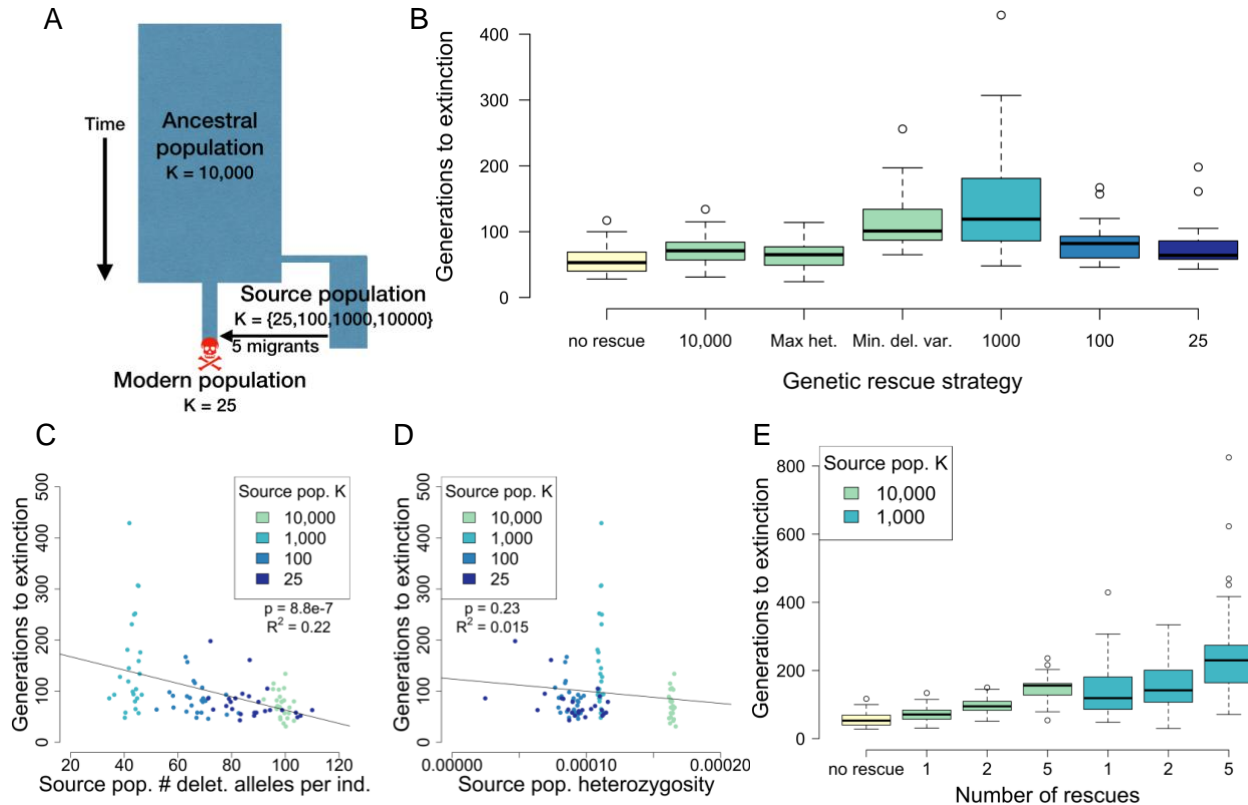 A
Time
Ancestral
population
K = 10,000
Source population
K = {25,100,1000,10000}
5 migrants
Modern population
K = 25
B
Generations to extinction
400
300
200
100
0
no rescue 10,000 Max het. Min. del. var. 1000 100 25
Genetic rescue strategy
C
Generations to extinction
500
400
300
200
100
0
Source pop. K
10,000
1,000
100
25
p = 8.8e-7
R² = 0.22
20 40 60 80 100 120
Source pop. # delet. alleles per ind.
D
Generations to extinction
500
400
300
200
100
0
Source pop. K
10,000
1,000
100
25
p = 0.23
R² = 0.015
0.00000 0.00010 0.00020
Source pop. heterozygosity
E
Generations to extinction
800
600
400
200
0
Source pop. K
10,000
1,000
no rescue 1 2 5 1 2 5
Number of rescues